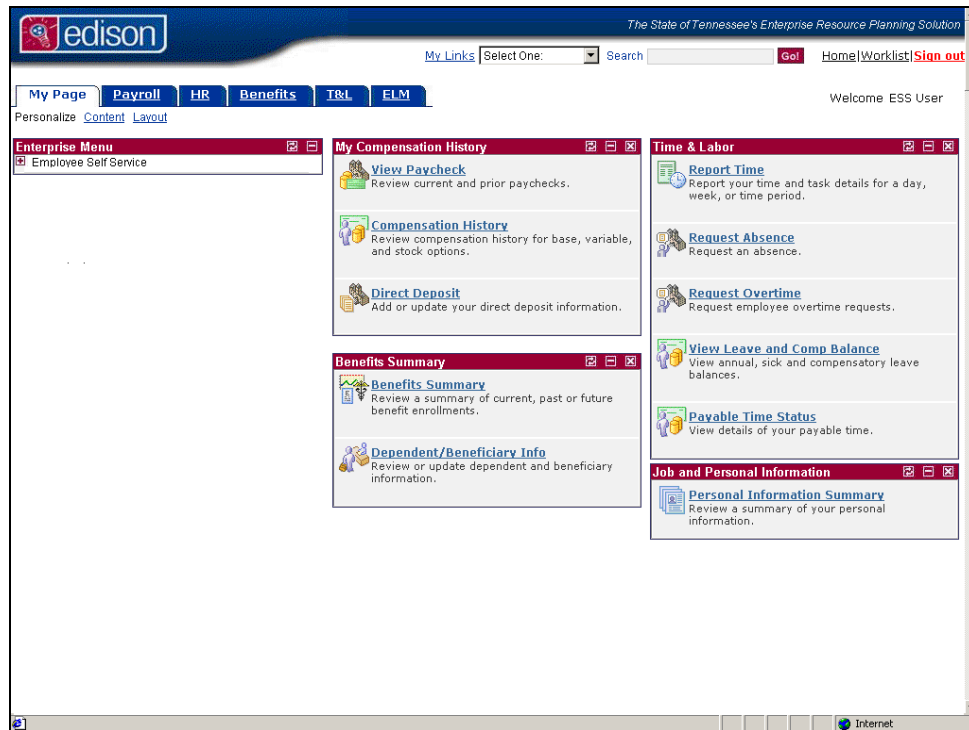 edison
The State of Tennessee's Enterprise Resource Planning Solution
My Links Select One: Search Go! Home|Worklist|Sign out
My Page Payroll HR Benefits T&L ELM
Welcome ESS User
Personalize Content Layout
Enterprise Menu
Employee Self Service
My Compensation History
View Paycheck
Review current and prior paychecks.
Compensation History
Review compensation history for base, variable,
and stock options.
Direct Deposit
Add or update your direct deposit information.
Benefits Summary
Benefits Summary
Review a summary of current, past or future
benefit enrollments.
Dependent/Beneficiary Info
Review or update dependent and beneficiary
information.
Time & Labor
Report Time
Report your time and task details for a day,
week, or time period.
Request Absence
Request an absence.
Request Overtime
Request employee overtime requests.
View Leave and Comp Balance
View annual, sick and compensatory leave
balances.
Payable Time Status
View details of your payable time.
Job and Personal Information
Personal Information Summary
Review a summary of your personal
information.
Internet